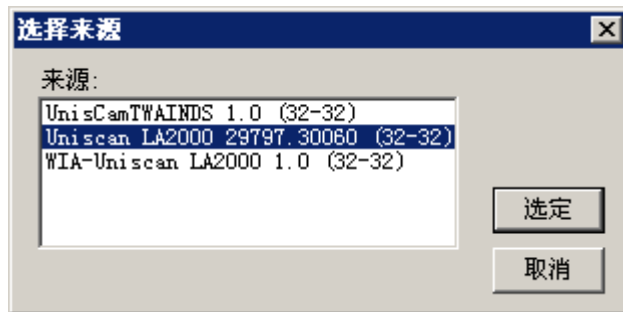 选择来源
来源:
UnisCamTWAINDS 1.0 (32-32)
Uniscan LA2000 29797.30060 (32-32)
WIA-Uniscan LA2000 1.0 (32-32)
选定
取消